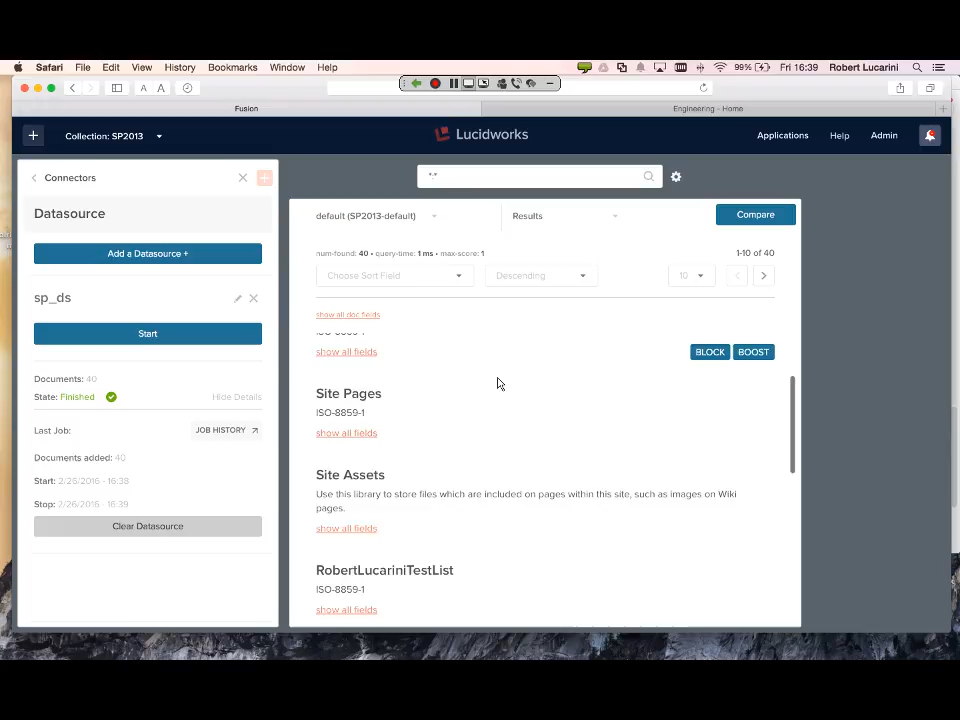 Safari File Edit View History Bookmarks Window Help 99% Fri 16:39 Robert Lucarini
A A
Fusion Engineering - Home
Collection: SP2013 Lucidworks Applications Help Admin
Connectors
*:*
Datasource
default (SP2013-default) Results Compare
Add a Datasource +
num-found: 40 • query-time: 1 ms • max-score: 1 1-10 of 40
Choose Sort Field Descending 10
sp_ds
show all doc fields
Start
ISO-8859-1
show all fields BLOCK BOOST
Documents: 40
State: Finished Hide Details
Site Pages
ISO-8859-1
show all fields
Last Job: JOB HISTORY
Documents added: 40
Start: 2/26/2016 - 16:38
Stop: 2/26/2016 - 16:39
Clear Datasource
Site Assets
Use this library to store files which are included on pages within this site, such as images on Wiki
pages.
show all fields
RobertLucariniTestList
ISO-8859-1
show all fields